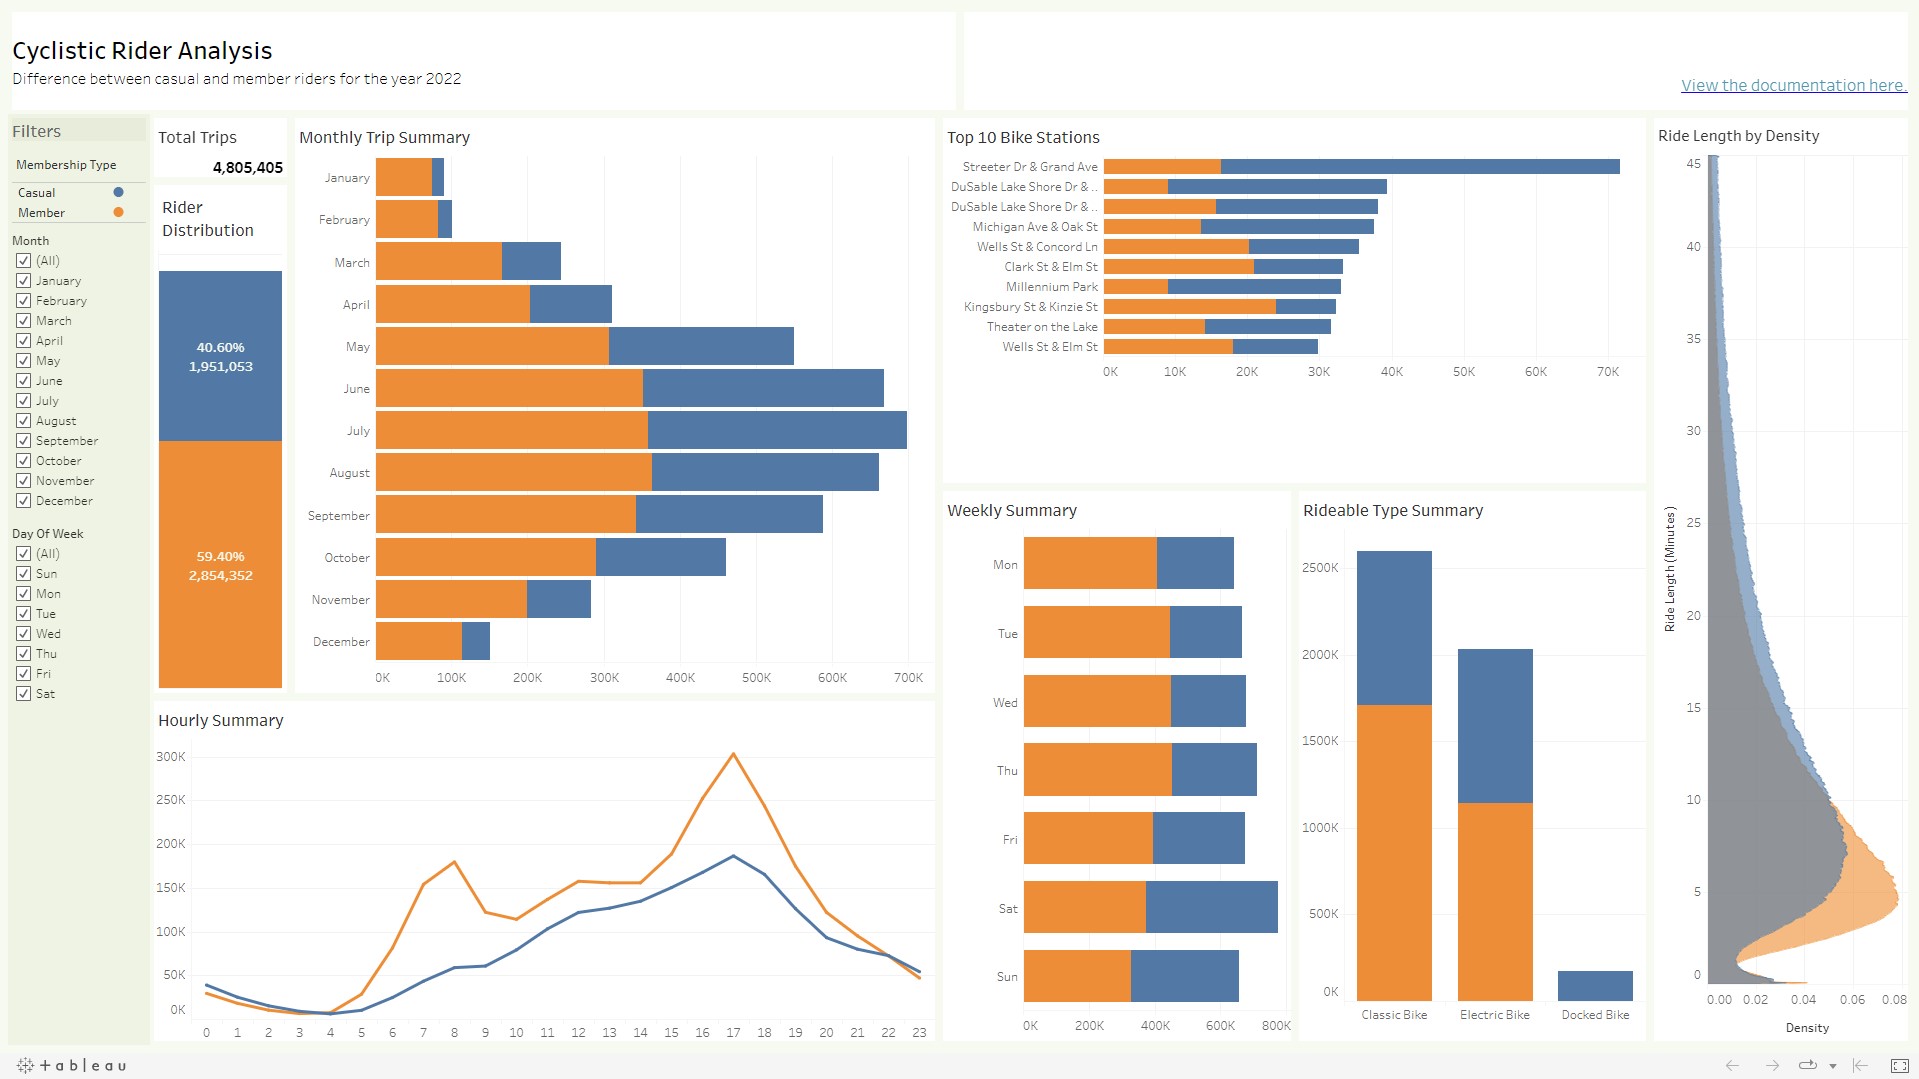 Cyclistic Rider Analysis
Difference between casual and member riders for the year 2022
View the documentation here.
Filters
Membership Type
Casual
Member
Month
(All)
January
February
March
April
May
June
July
August
September
October
November
December
Day Of Week
(All)
Sun
Mon
Tue
Wed
Thu
Fri
Sat
Total Trips
4,805,405
Rider
Distribution
40.60%
1,951,053
59.40%
2,854,352
Monthly Trip Summary
January
February
March
April
May
June
July
August
September
October
November
December
0K 100K 200K 300K 400K 500K 600K 700K
Hourly Summary
300K
250K
200K
150K
100K
50K
0K
0 1 2 3 4 5 6 7 8 9 10 11 12 13 14 15 16 17 18 19 20 21 22 23
Top 10 Bike Stations
Streeter Dr & Grand Ave
DuSable Lake Shore Dr & ..
DuSable Lake Shore Dr & ..
Michigan Ave & Oak St
Wells St & Concord Ln
Clark St & Elm St
Millennium Park
Kingsbury St & Kinzie St
Theater on the Lake
Wells St & Elm St
0K 10K 20K 30K 40K 50K 60K 70K
Weekly Summary
Mon
Tue
Wed
Thu
Fri
Sat
Sun
0K 200K 400K 600K 800K
Rideable Type Summary
2500K
2000K
1500K
1000K
500K
0K
Classic Bike Electric Bike Docked Bike
Ride Length by Density
Ride Length (Minutes)
45
40
35
30
25
20
15
10
5
0
0.00 0.02 0.04 0.06 0.08
Density
+ a b l e a u